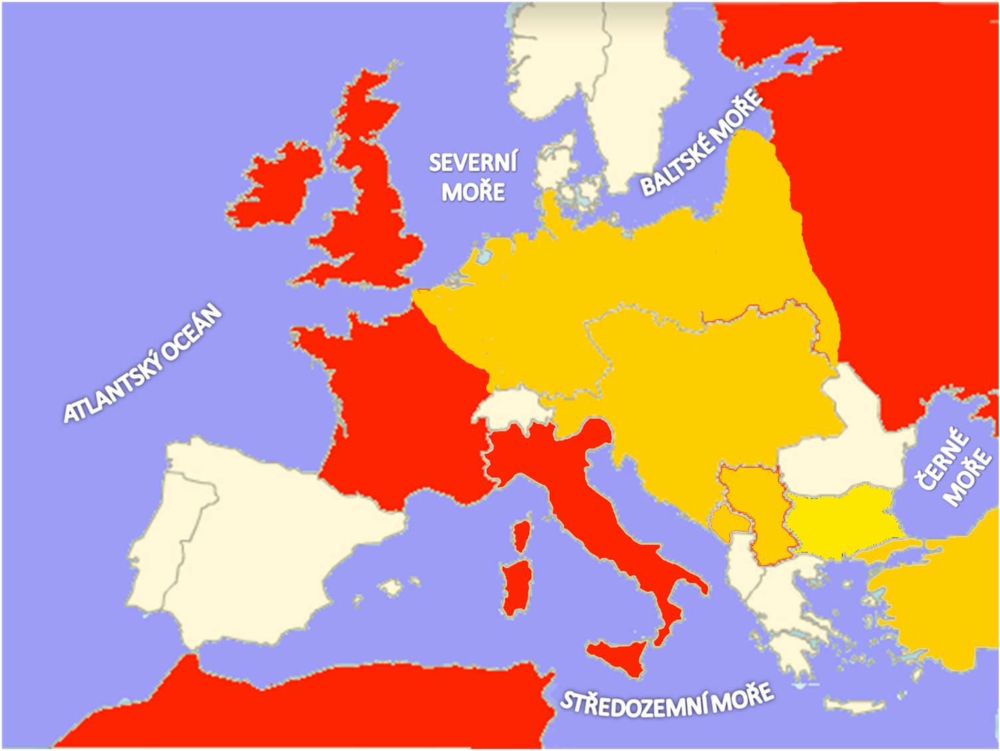 SEVERNÍ
MOŘE
BALTSKÉ MOŘE
ATLANTSKÝ OCEÁN
ČERNÉ
MOŘE
STŘEDOZEMNÍ MOŘE